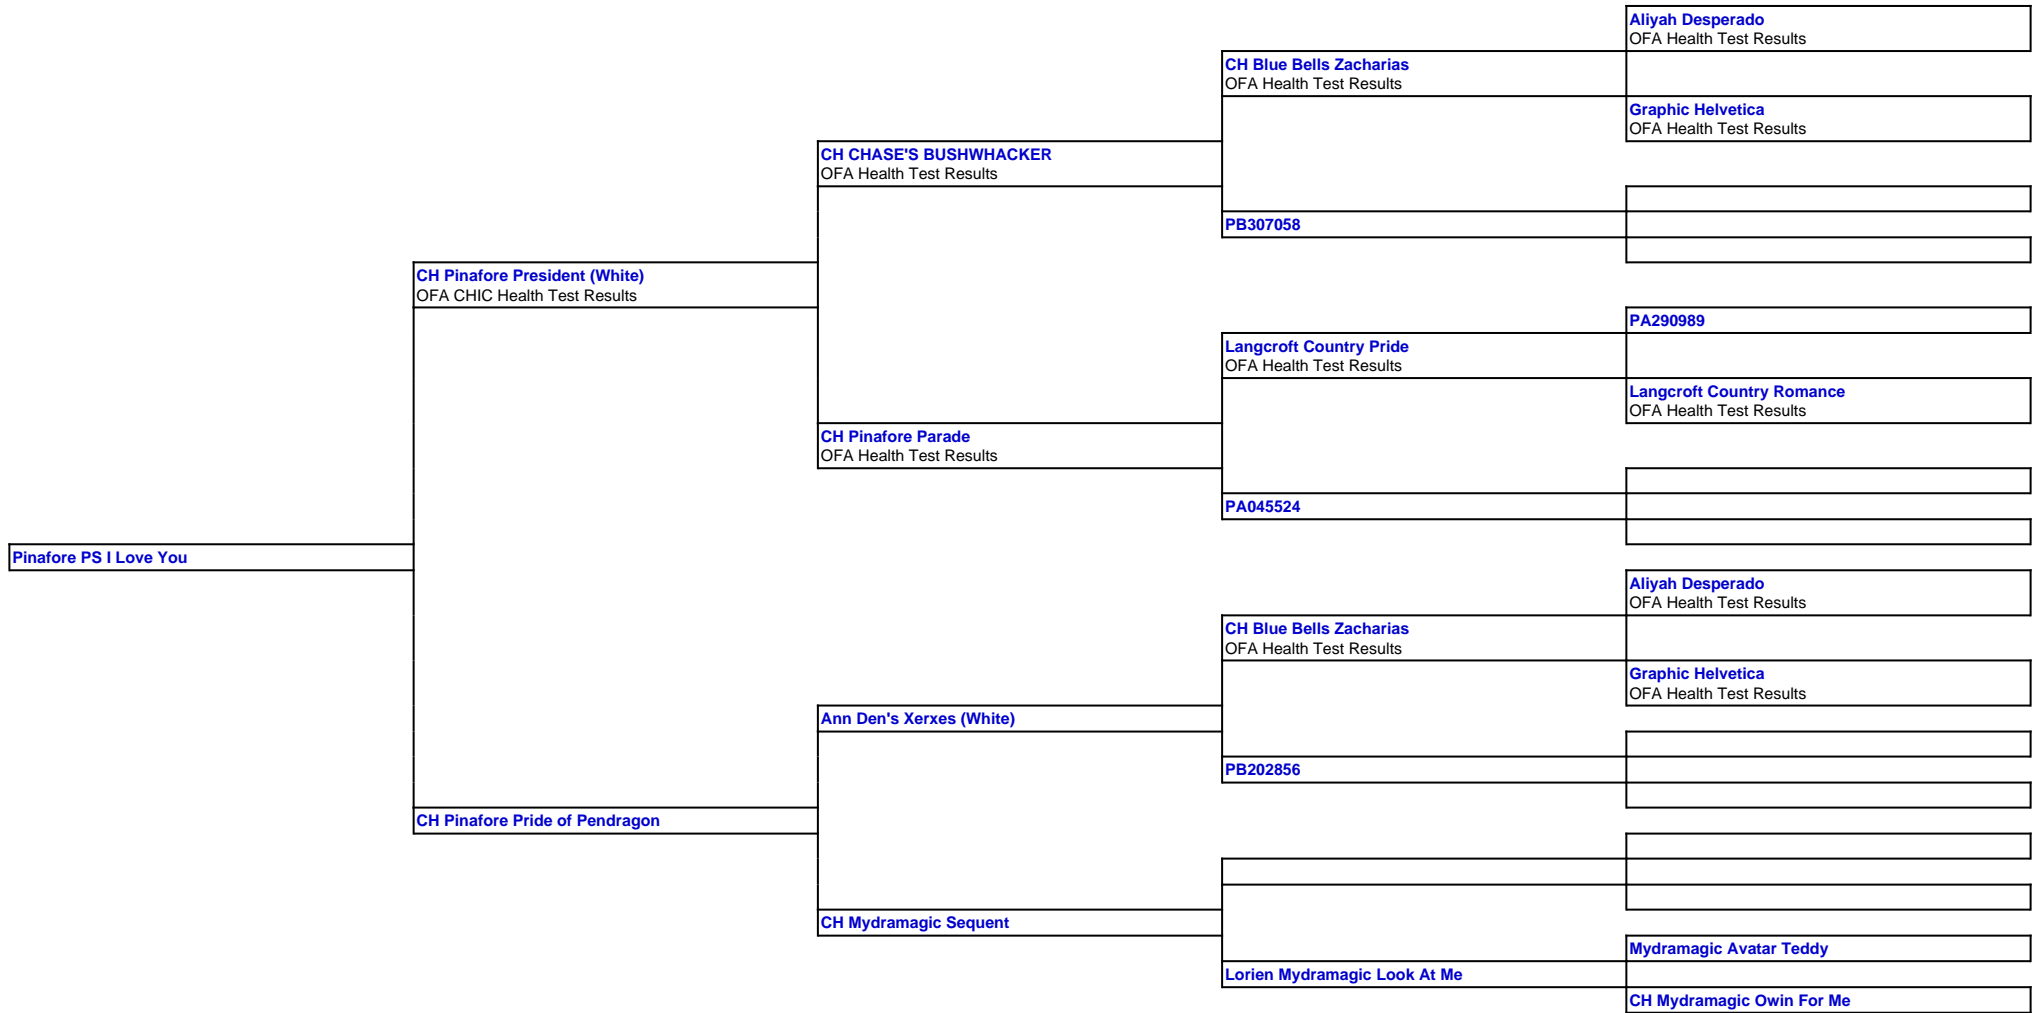 Aliyah Desperado
OFA Health Test Results
CH Blue Bells Zacharias
OFA Health Test Results
Graphic Helvetica
OFA Health Test Results
CH CHASE'S BUSHWHACKER
OFA Health Test Results
PB307058
CH Pinafore President (White)
OFA CHIC Health Test Results
PA290989
Langcroft Country Pride
OFA Health Test Results
Langcroft Country Romance
OFA Health Test Results
CH Pinafore Parade
OFA Health Test Results
PA045524
Pinafore PS I Love You
Aliyah Desperado
OFA Health Test Results
CH Blue Bells Zacharias
OFA Health Test Results
Graphic Helvetica
OFA Health Test Results
Ann Den's Xerxes (White)
PB202856
CH Pinafore Pride of Pendragon
CH Mydramagic Sequent
Mydramagic Avatar Teddy
Lorien Mydramagic Look At Me
CH Mydramagic Owin For Me